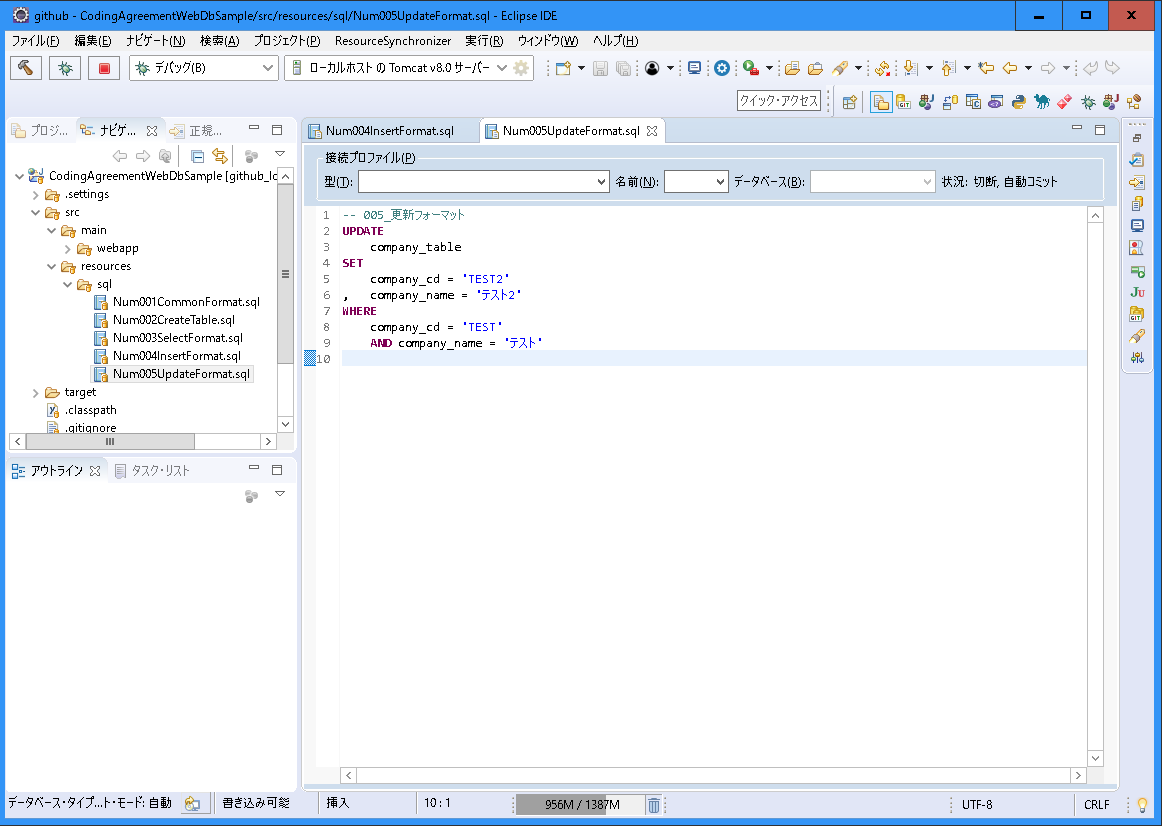 github - CodingAgreementWebDbSample/src/resources/sql/Num005UpdateFormat.sql - Eclipse IDE
ファイル(F) 編集(E) ナビゲート(N) 検索(A) プロジェクト(P) ResourceSynchronizer 実行(R) ウィンドウ(W) ヘルプ(H)
デバッグ(B) ローカルホスト の Tomcat v8.0 サーバー
クイック・アクセス
プロジ... ナビゲ... 正規...
Num004InsertFormat.sql Num005UpdateFormat.sql
接続プロファイル(P)
型(T): 名前(N): データベース(B): 状況: 切断, 自動コミット
CodingAgreementWebDbSample [github_lo
.settings
src
main
webapp
resources
sql
Num001CommonFormat.sql
Num002CreateTable.sql
Num003SelectFormat.sql
Num004InsertFormat.sql
Num005UpdateFormat.sql
target
.classpath
.gitignore
アウトライン タスク・リスト
1 -- 005_更新フォーマット
2 UPDATE
3 company_table
4 SET
5 company_cd = 'TEST2'
6 , company_name = 'テスト2'
7 WHERE
8 company_cd = 'TEST'
9 AND company_name = 'テスト'
10
データベース・タイプ...ト・モード: 自動 書き込み可能 挿入 10 : 1 956M / 1387M UTF-8 CRLF